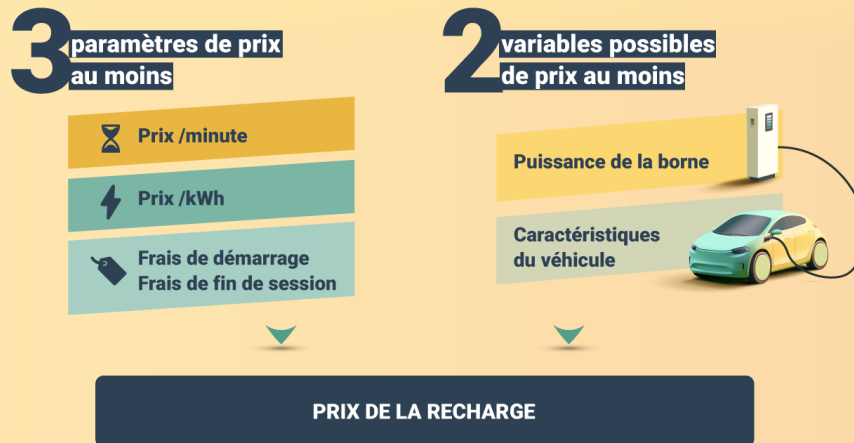 3 paramètres de prix
au moins
Prix /minute
Prix /kWh
Frais de démarrage
Frais de fin de session
2 variables possibles
de prix au moins
Puissance de la borne
Caractéristiques
du véhicule
PRIX DE LA RECHARGE